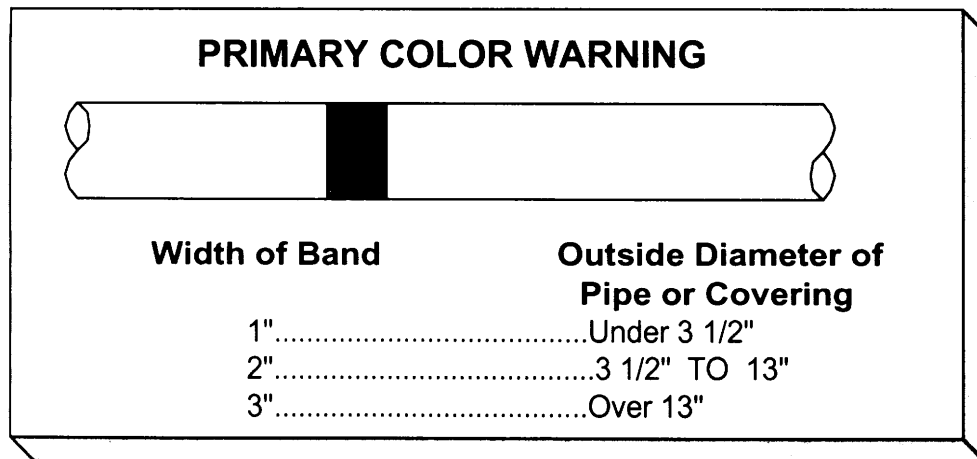 PRIMARY COLOR WARNING
Width of Band Outside Diameter of
Pipe or Covering
1"........................................Under 3 1/2"
2".........................................3 1/2" TO 13"
3"........................................Over 13"